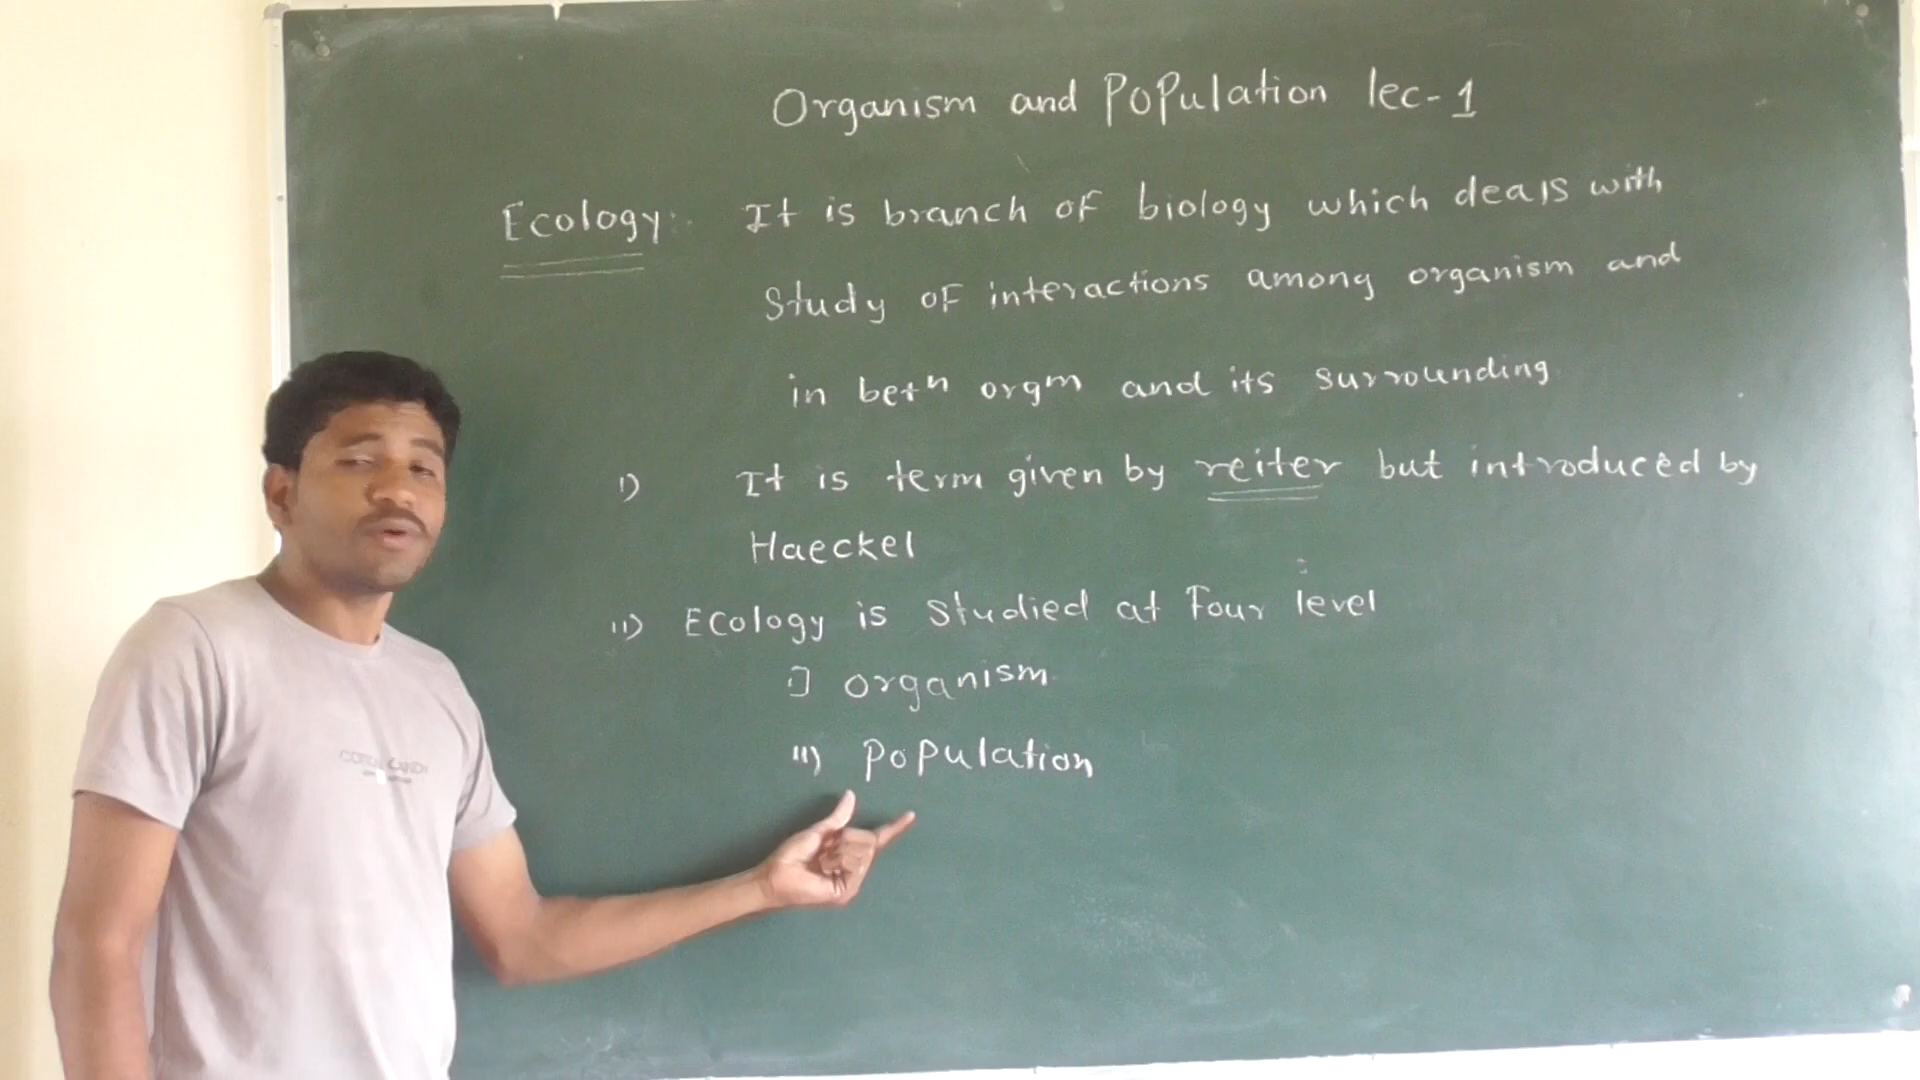 Organism and Population lec-1
Ecology:- It is branch of biology which deals with
Study of interactions among organism and
in betn orgm and its surrounding.
i) It is term given by reiter but introduced by
Haeckel
ii) Ecology is studied at Four level
i] organism
ii) population